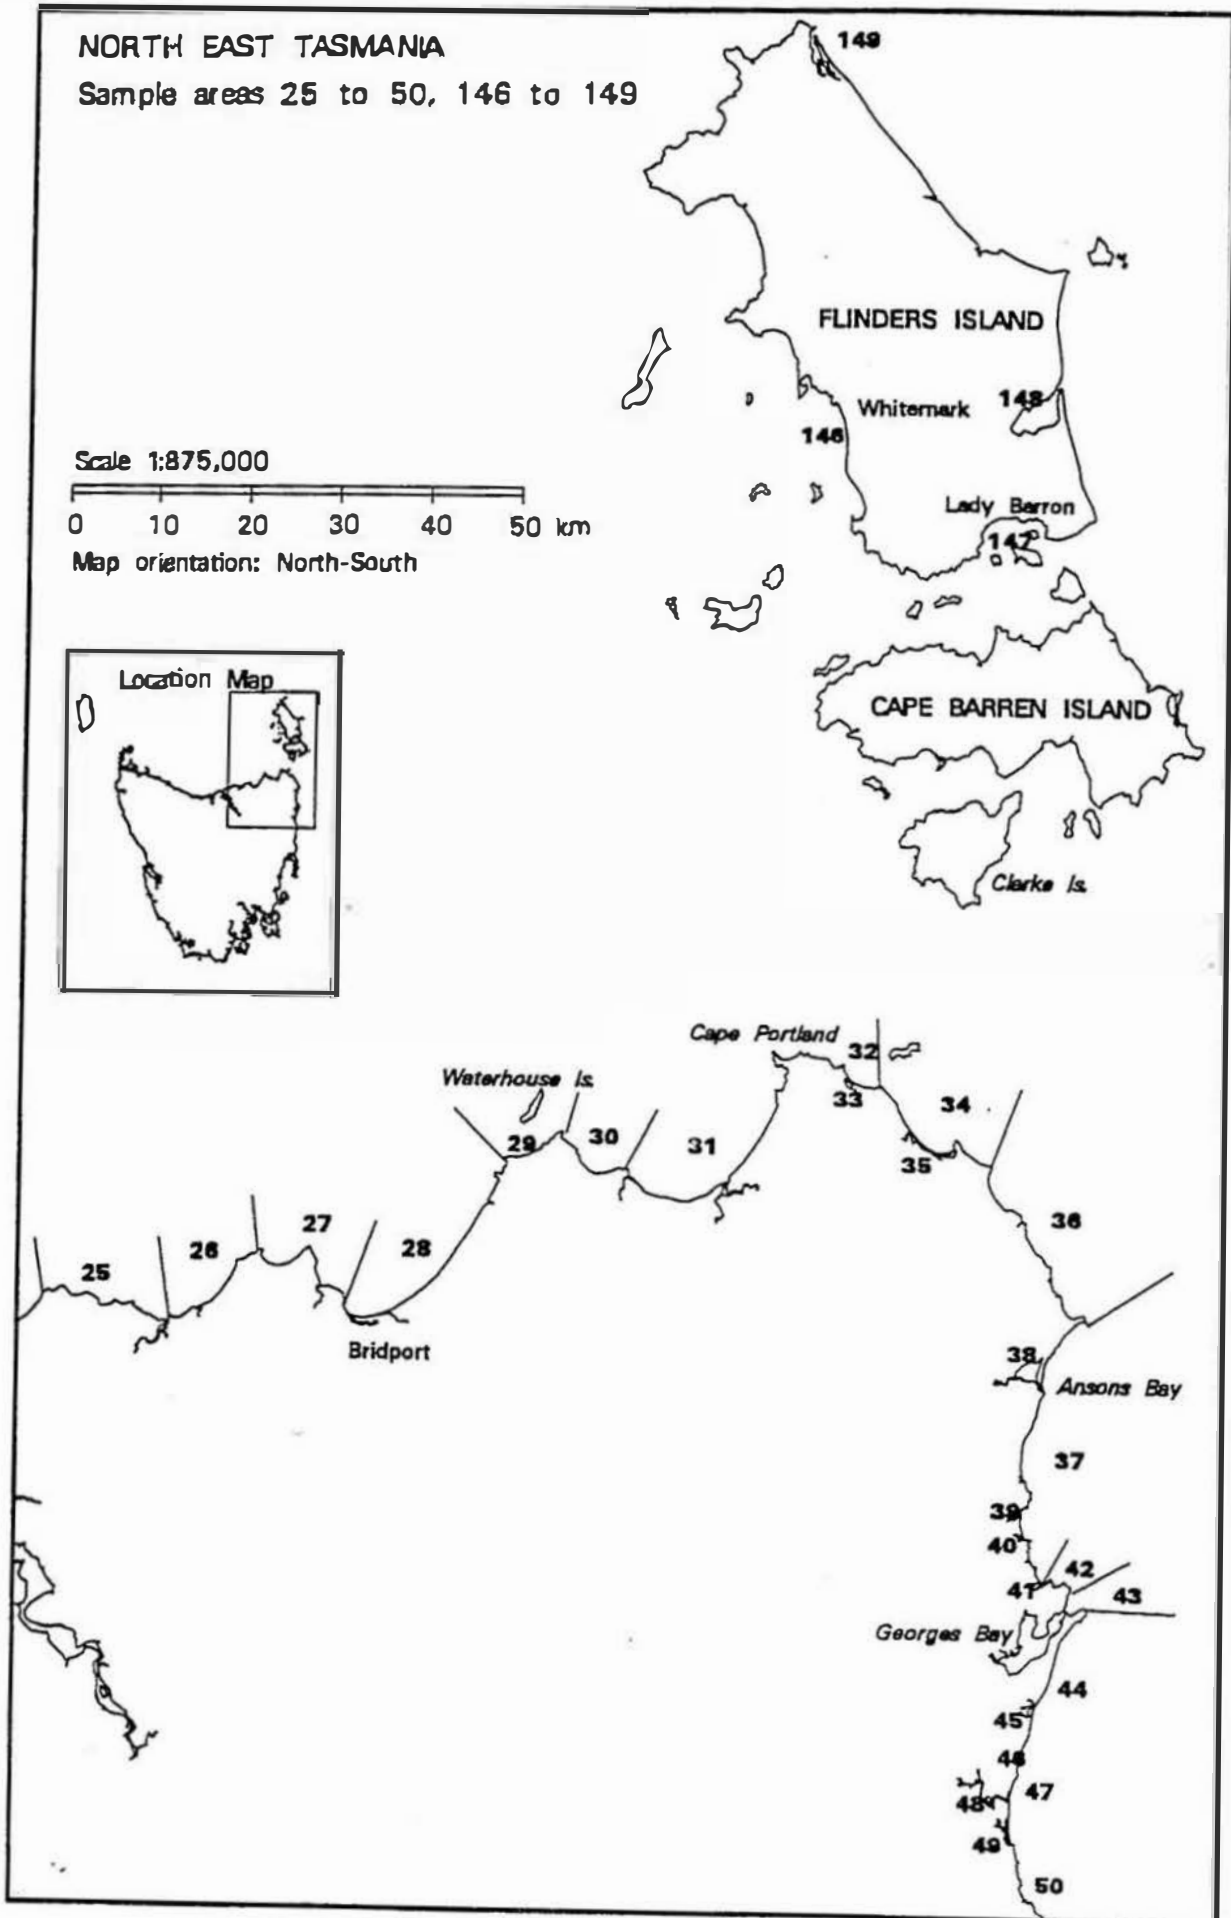 NORTH EAST TASMANIA
Sample areas 25 to 50, 146 to 149
149
FLINDERS ISLAND
Whitemark
148
146
Scale 1:875,000
0 10 20 30 40 50 km
Map orientation: North-South
Lady Barron
147
Location Map
CAPE BARREN ISLAND
Clarke Is.
Cape Portland
32
Waterhouse Is.
33
34
29
30
31
35
36
27
28
26
25
Bridport
38
Ansons Bay
37
39
40
42
41
43
Georges Bay
44
45
46
47
48
49
50